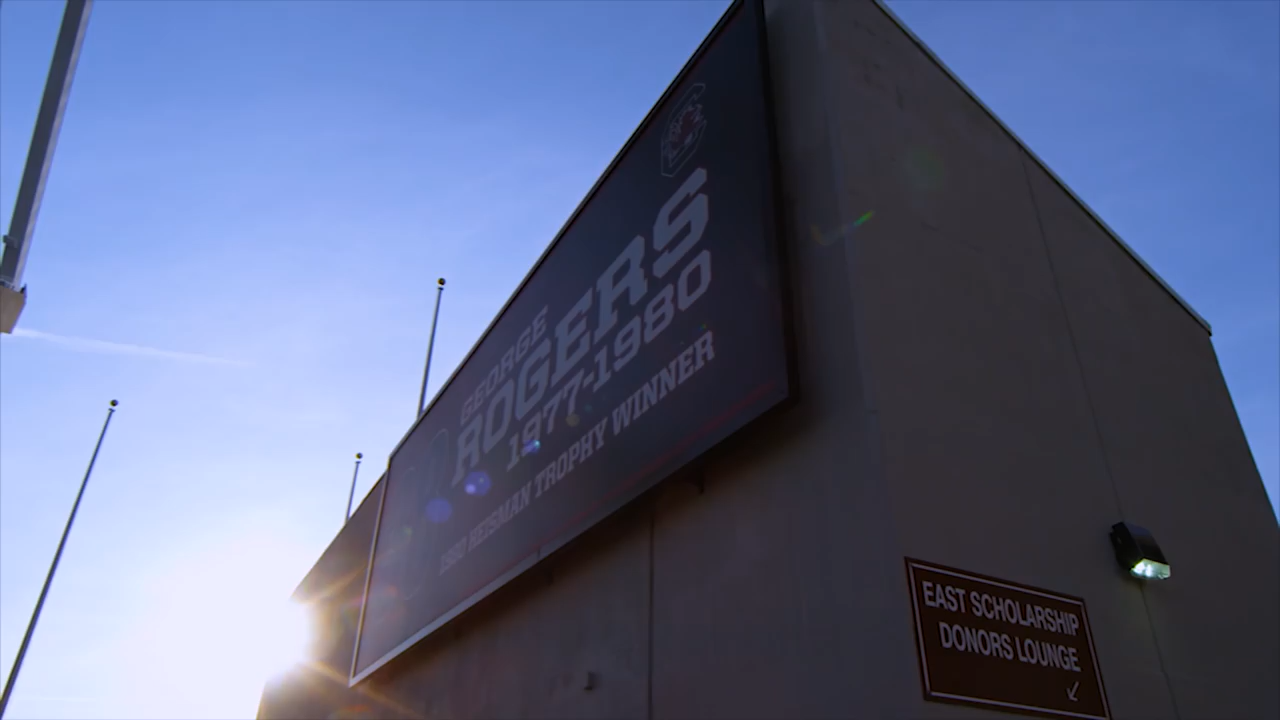 GEORGE
ROGERS
1977-1980
1980 HEISMAN TROPHY WINNER
EAST SCHOLARSHIP
DONORS LOUNGE